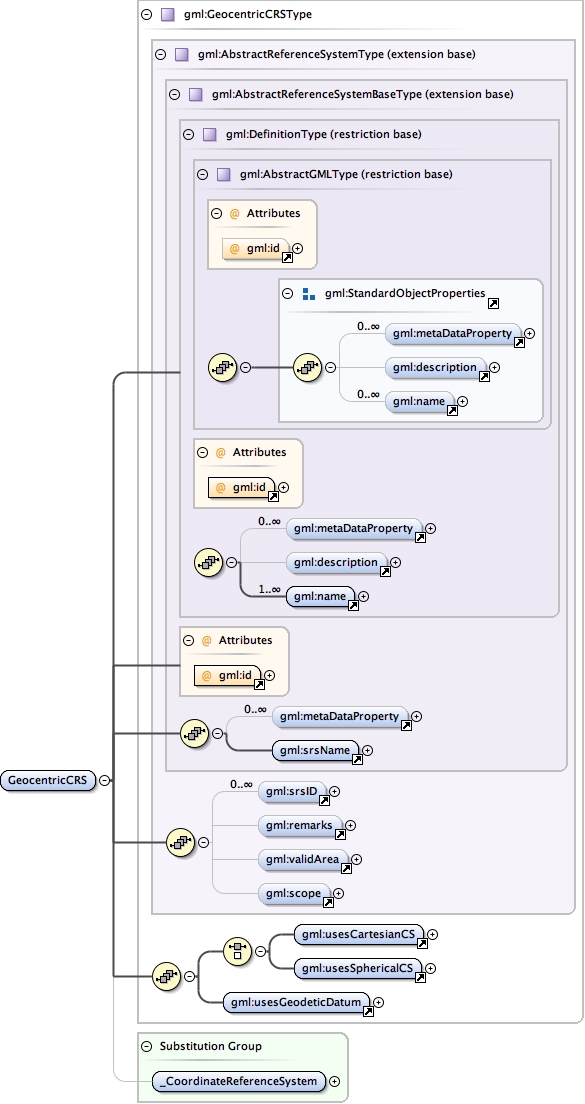 gml:GeocentricCRSType
gml:AbstractReferenceSystemType (extension base)
gml:AbstractReferenceSystemBaseType (extension base)
gml:DefinitionType (restriction base)
gml:AbstractGMLType (restriction base)
@ Attributes
@ gml:id
gml:StandardObjectProperties
0..∞
gml:metaDataProperty
gml:description
0..∞
gml:name
@ Attributes
@ gml:id
0..∞
gml:metaDataProperty
gml:description
1..∞
gml:name
@ Attributes
@ gml:id
0..∞
gml:metaDataProperty
gml:srsName
GeocentricCRS
0..∞
gml:srsID
gml:remarks
gml:validArea
gml:scope
gml:usesCartesianCS
gml:usesSphericalCS
gml:usesGeodeticDatum
Substitution Group
_CoordinateReferenceSystem